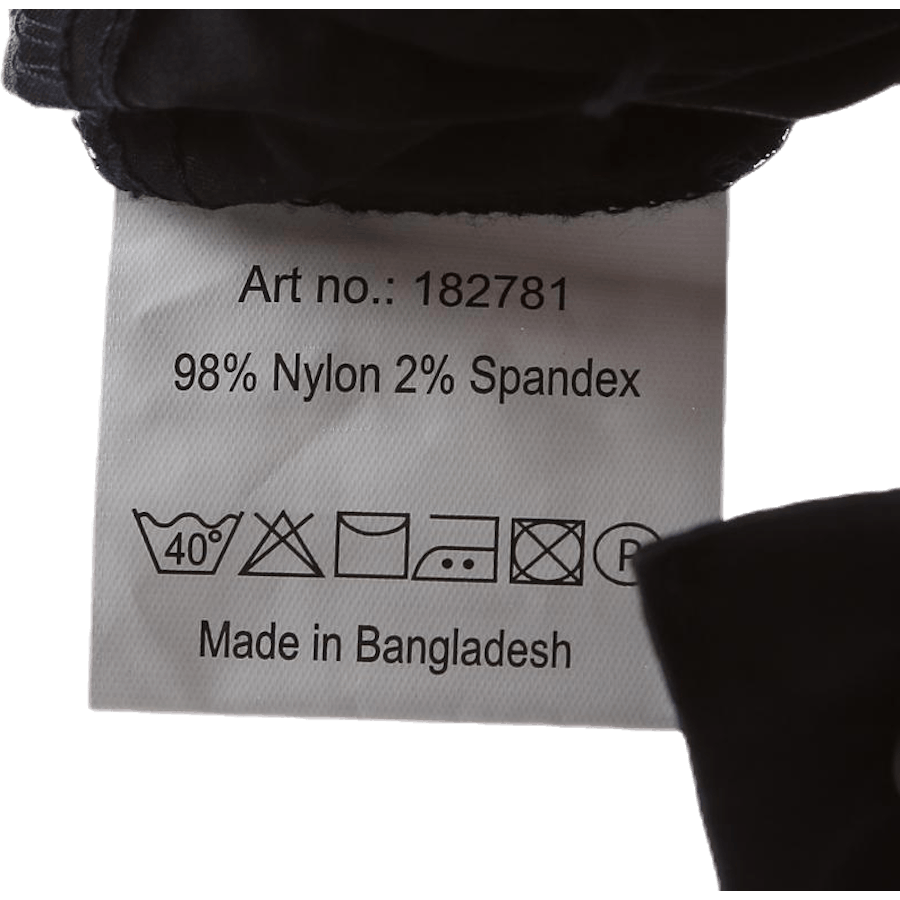 Art no.: 182781
98% Nylon 2% Spandex
40°
P
Made in Bangladesh